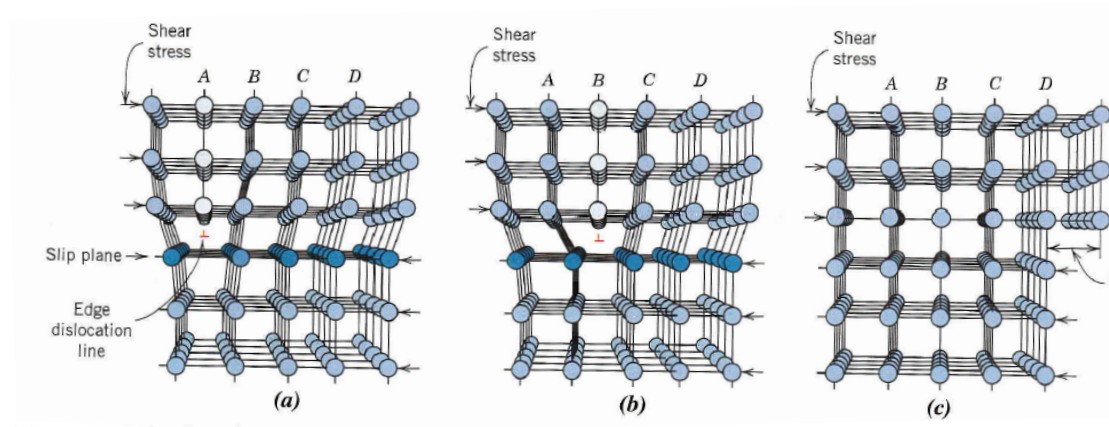 Shear
stress
A B C D
Slip plane
Edge
dislocation
line
⊥
(a)
Shear
stress
A B C D
⊥
(b)
Shear
stress
A B C D
(c)